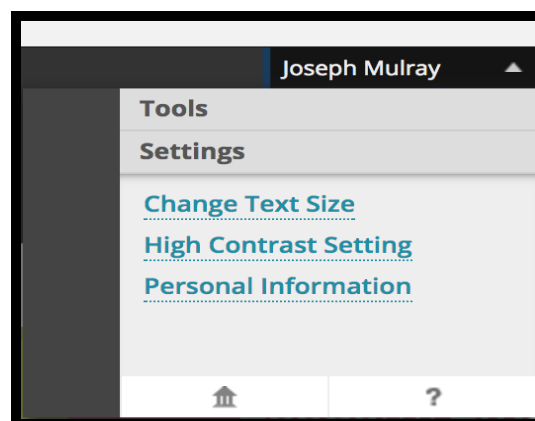 Joseph Mulray
Tools
Settings
Change Text Size
High Contrast Setting
Personal Information
?